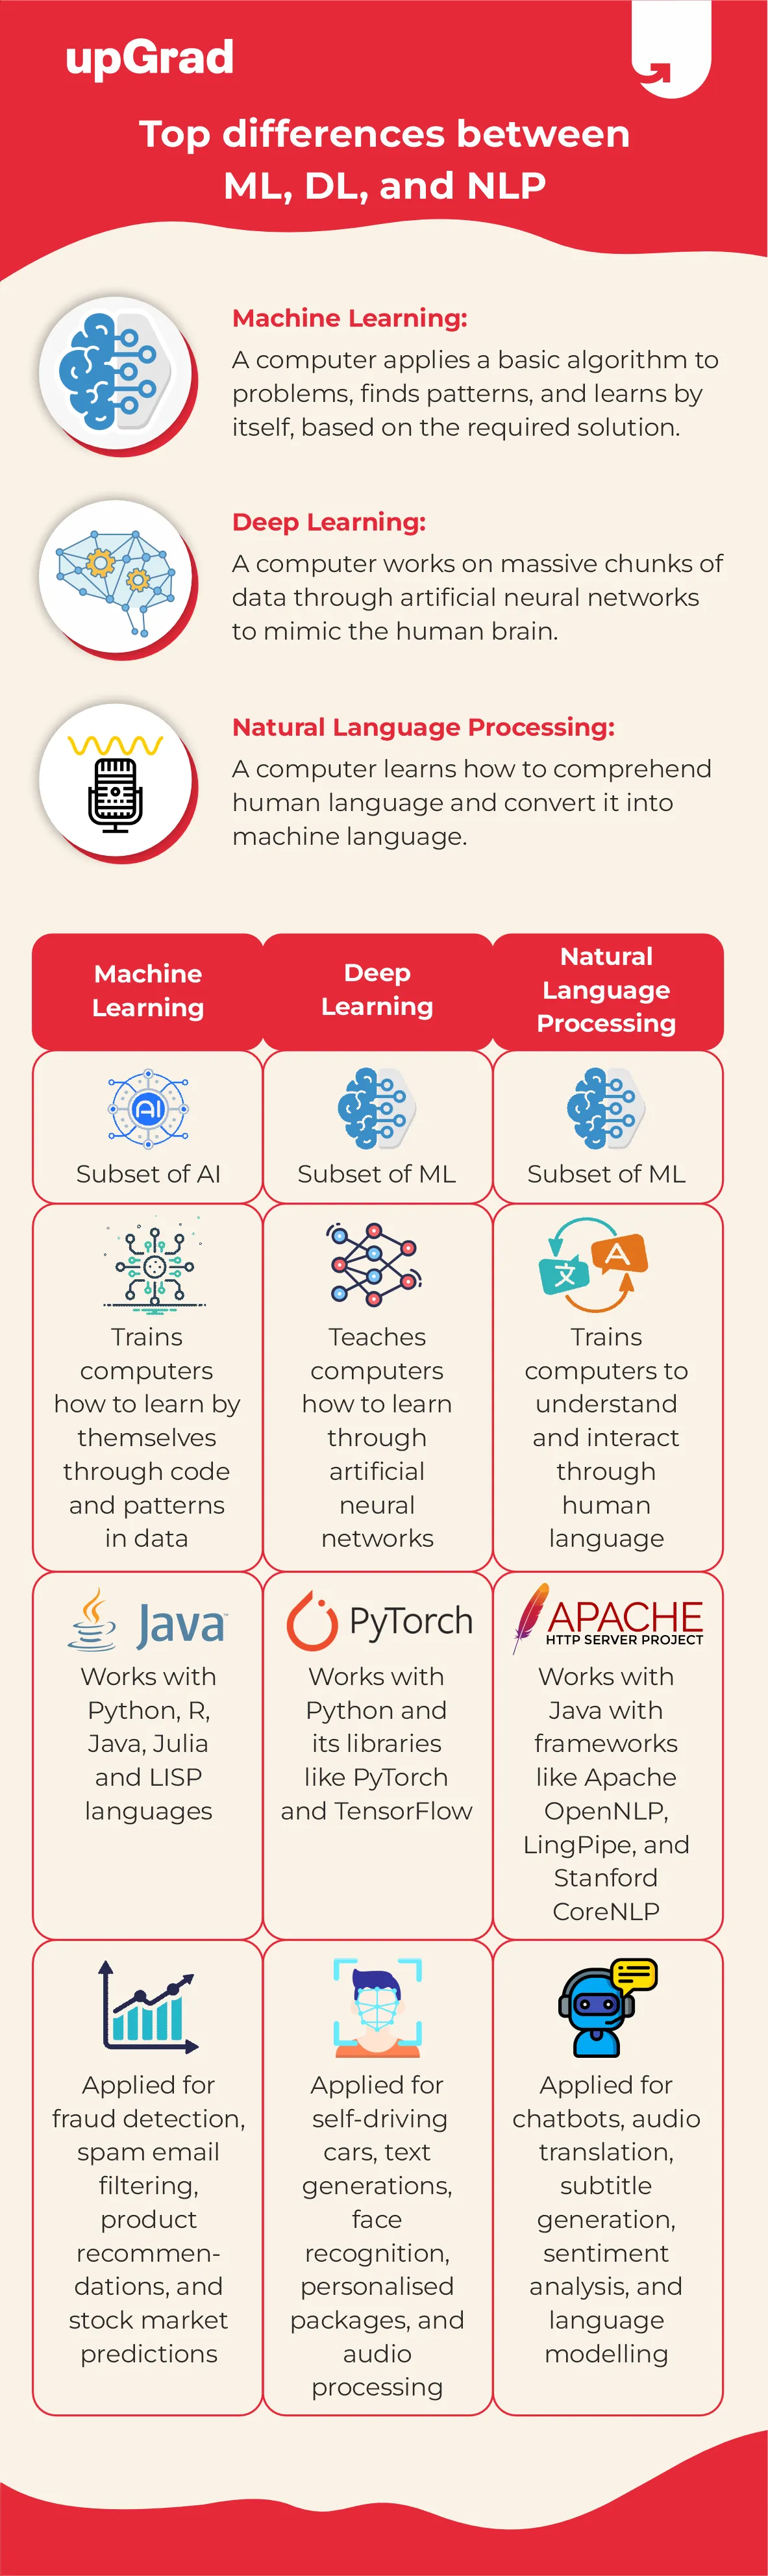 upGrad
Top differences between
ML, DL, and NLP
Machine Learning:
A computer applies a basic algorithm to
problems, finds patterns, and learns by
itself, based on the required solution.
Deep Learning:
A computer works on massive chunks of
data through artificial neural networks
to mimic the human brain.
Natural Language Processing:
A computer learns how to comprehend
human language and convert it into
machine language.
Machine
Learning
Deep
Learning
Natural
Language
Processing
AI
Subset of AI
Subset of ML
Subset of ML
Trains
computers
how to learn by
themselves
through code
and patterns
in data
Teaches
computers
how to learn
through
artificial
neural
networks
文 A
Trains
computers to
understand
and interact
through
human
language
Java™
Works with
Python, R,
Java, Julia
and LISP
languages
PyTorch
Works with
Python and
its libraries
like PyTorch
and TensorFlow
APACHE
HTTP SERVER PROJECT
Works with
Java with
frameworks
like Apache
OpenNLP,
LingPipe, and
Stanford
CoreNLP
Applied for
fraud detection,
spam email
filtering,
product
recommen-
dations, and
stock market
predictions
Applied for
self-driving
cars, text
generations,
face
recognition,
personalised
packages, and
audio
processing
Applied for
chatbots, audio
translation,
subtitle
generation,
sentiment
analysis, and
language
modelling